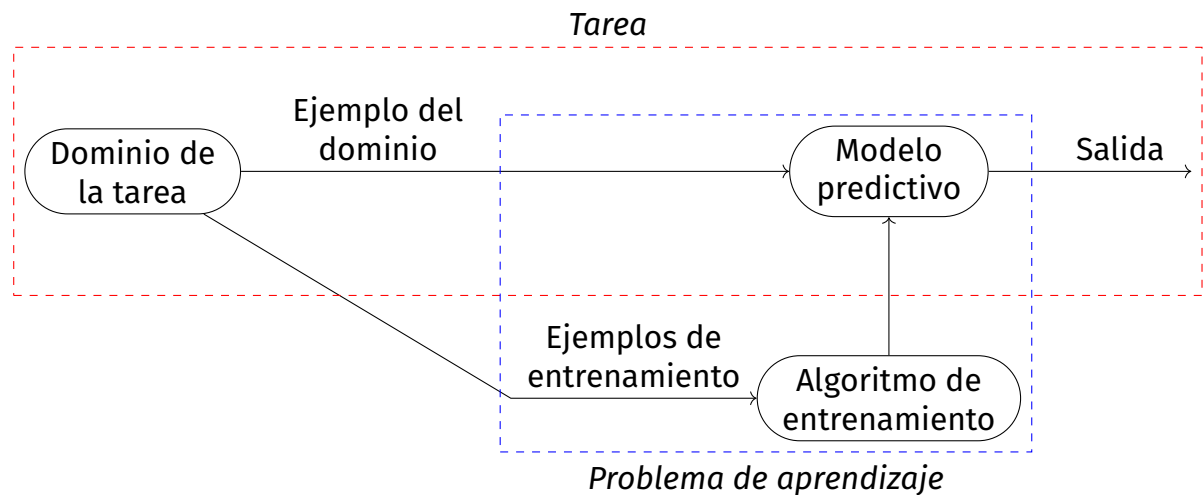 Tarea
Ejemplo del
dominio
Dominio de
la tarea
Modelo
predictivo
Salida
Ejemplos de
entrenamiento
Algoritmo de
entrenamiento
Problema de aprendizaje